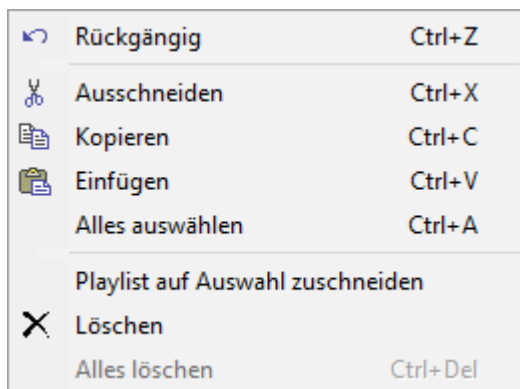 Rückgängig Ctrl+Z
Ausschneiden Ctrl+X
Kopieren Ctrl+C
Einfügen Ctrl+V
Alles auswählen Ctrl+A
Playlist auf Auswahl zuschneiden
Löschen
Alles löschen Ctrl+Del